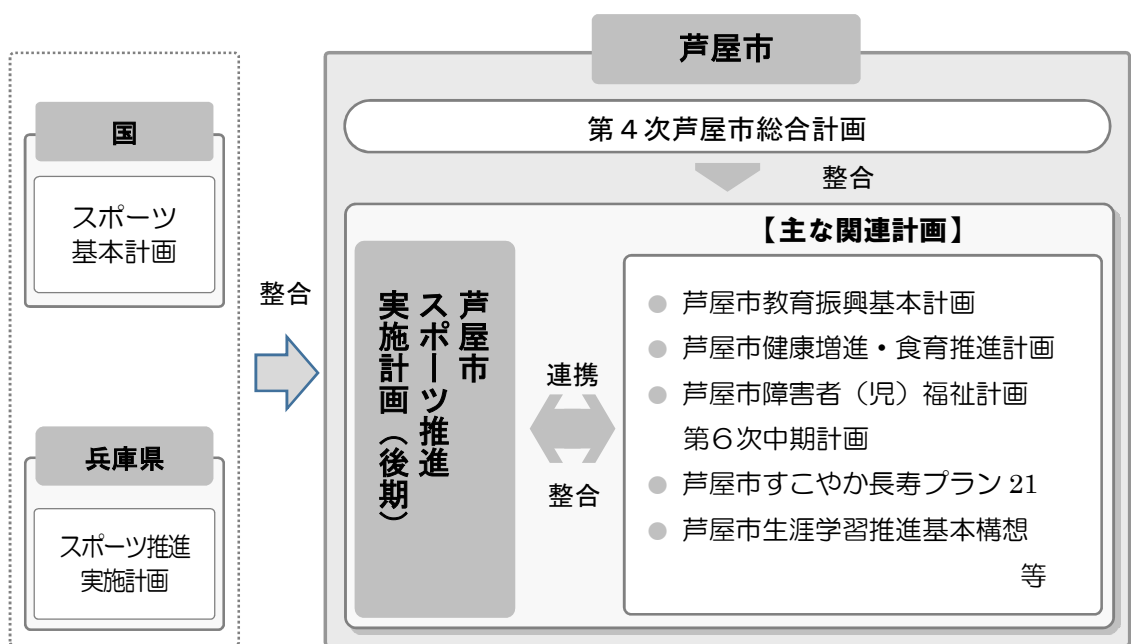 芦屋市
第4次芦屋市総合計画
整合
国
スポーツ
基本計画
兵庫県
スポーツ推進
実施計画
整合
芦屋市
スポーツ推進
実施計画（後期）
連携
整合
【主な関連計画】
● 芦屋市教育振興基本計画
● 芦屋市健康増進・食育推進計画
● 芦屋市障害者（児）福祉計画
第6次中期計画
● 芦屋市すこやか長寿プラン 21
● 芦屋市生涯学習推進基本構想
等